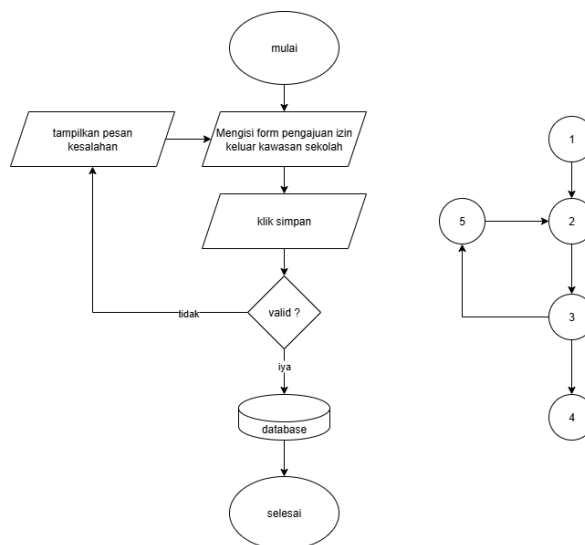 mulai
tampilkan pesan
kesalahan
Mengisi form pengajuan izin
keluar kawasan sekolah
1
klik simpan
5
2
valid ?
tidak
3
iya
database
4
selesai